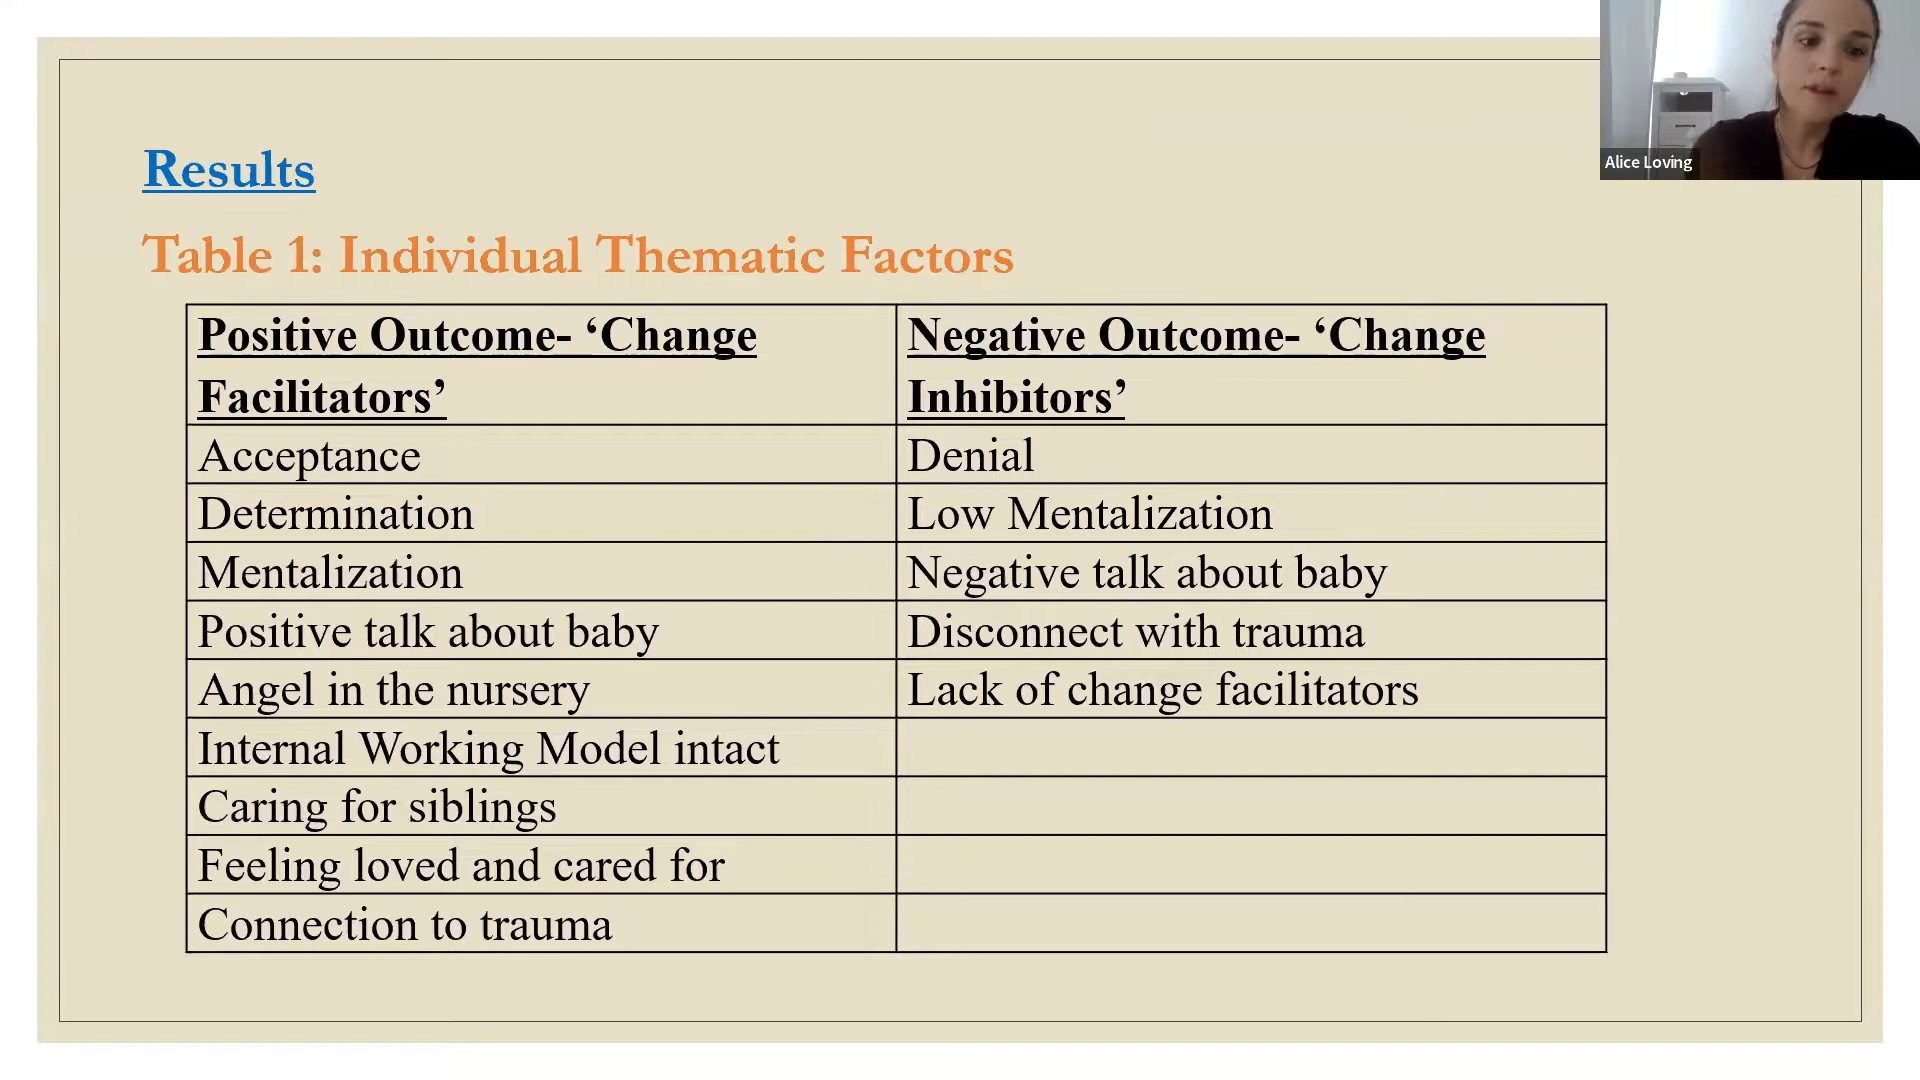 Results
Table 1: Individual Thematic Factors
Positive Outcome- ‘Change Facilitators’
Negative Outcome- ‘Change Inhibitors’
Acceptance
Denial
Determination
Low Mentalization
Mentalization
Negative talk about baby
Positive talk about baby
Disconnect with trauma
Angel in the nursery
Lack of change facilitators
Internal Working Model intact
Caring for siblings
Feeling loved and cared for
Connection to trauma
Alice Loving